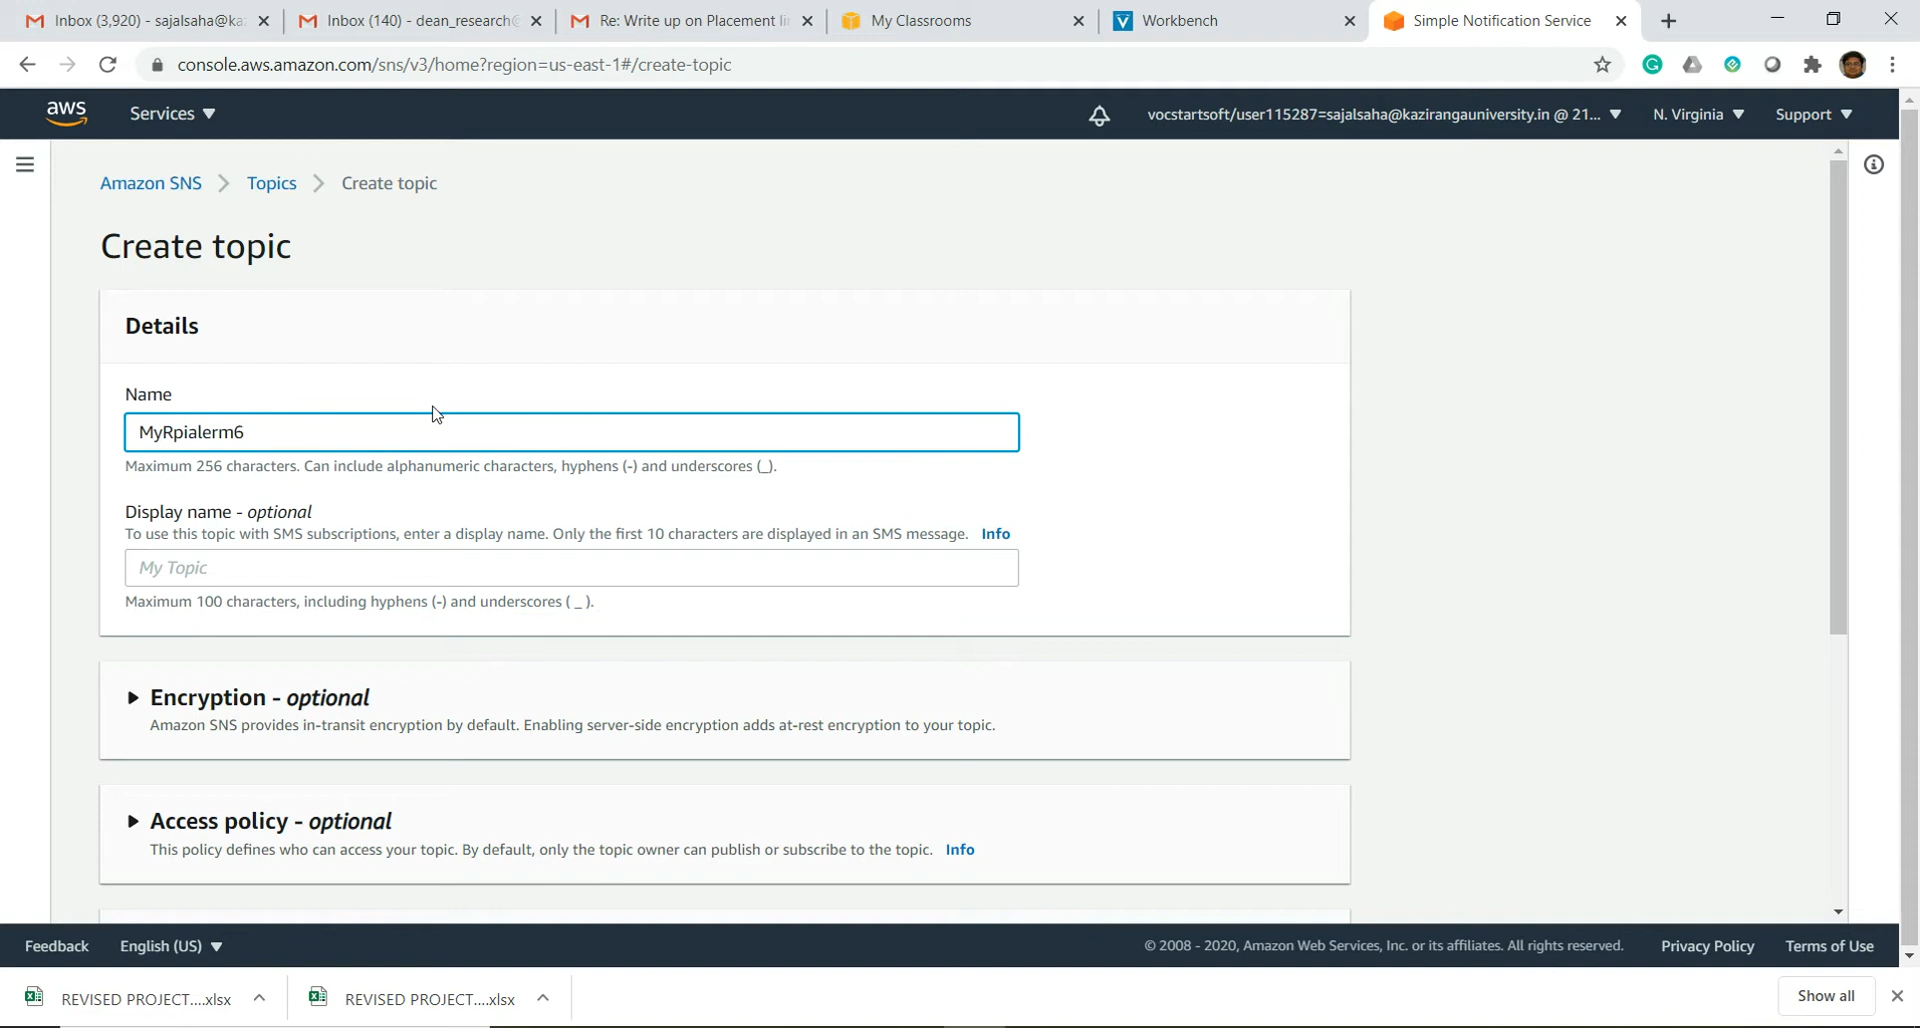 Inbox (3,920) - sajalsaha@ka
Inbox (140) - dean_research@
Re: Write up on Placement li
My Classrooms
Workbench
Simple Notification Service
console.aws.amazon.com/sns/v3/home?region=us-east-1#/create-topic
aws
Services
vocstartsoft/user115287=sajalsaha@kazirangauniversity.in @ 21...
N. Virginia
Support
Amazon SNS
Topics
Create topic
Create topic
Details
Name
MyRpialerm6
Maximum 256 characters. Can include alphanumeric characters, hyphens (-) and underscores (_).
Display name - optional
To use this topic with SMS subscriptions, enter a display name. Only the first 10 characters are displayed in an SMS message. Info
My Topic
Maximum 100 characters, including hyphens (-) and underscores ( _ ).
Encryption - optional
Amazon SNS provides in-transit encryption by default. Enabling server-side encryption adds at-rest encryption to your topic.
Access policy - optional
This policy defines who can access your topic. By default, only the topic owner can publish or subscribe to the topic. Info
Feedback
English (US)
© 2008 - 2020, Amazon Web Services, Inc. or its affiliates. All rights reserved.
Privacy Policy
Terms of Use
REVISED PROJECT....xlsx
REVISED PROJECT....xlsx
Show all